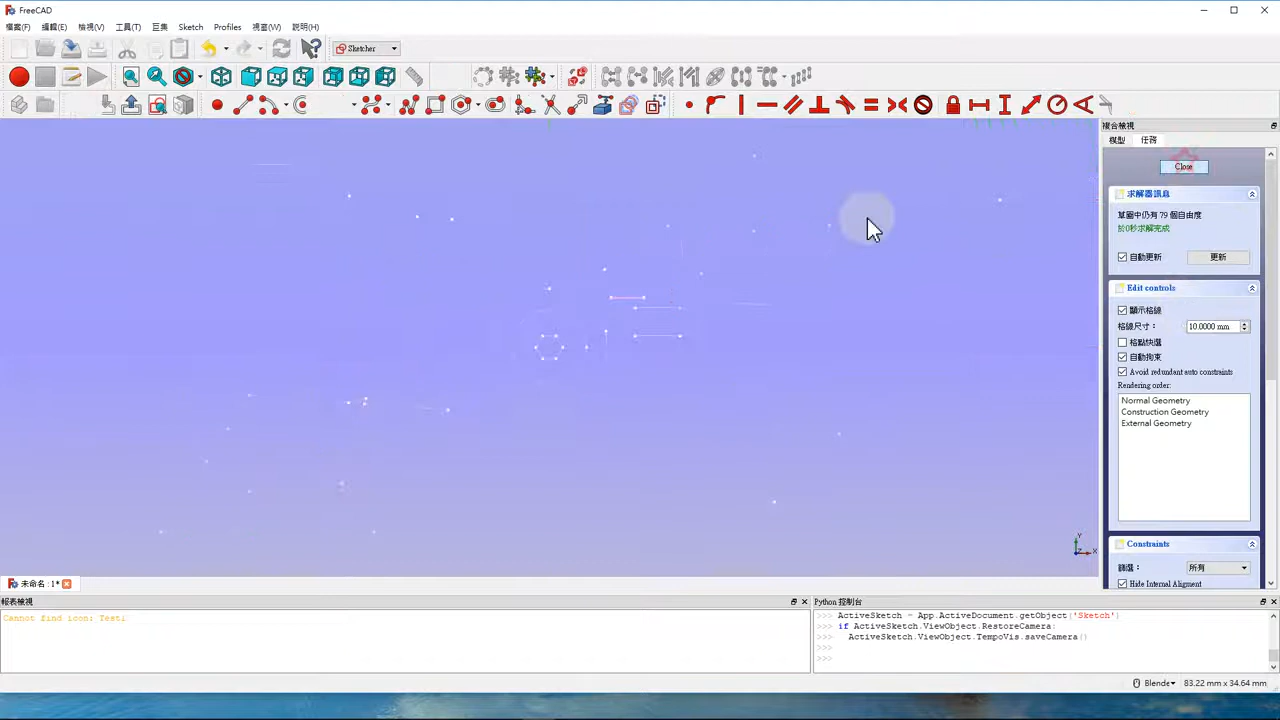 FreeCAD
檔案(F) 編輯(E) 檢視(V) 工具(T) 巨集 Sketch Profiles 視窗(W) 說明(H)
Sketcher
複合檢視
模型 任務
Close
求解器訊息
草圖中仍有 79 個自由度
於0秒求解完成
自動更新 更新
Edit controls
顯示格線
格線尺寸： 10.0000 mm
格點快選
自動拘束
Avoid redundant auto constraints
Rendering order:
Normal Geometry
Construction Geometry
External Geometry
Constraints
篩選： 所有
Hide Internal Aligment
Y
X
未命名 : 1*
報表檢視
Cannot find icon: Testi
Python 控制台
>>> ActiveSketch = App.ActiveDocument.getObject('Sketch')
>>> if ActiveSketch.ViewObject.RestoreCamera:
>>> ActiveSketch.ViewObject.TempoVis.saveCamera()
>>>
>>>
Blende 83.22 mm x 34.64 mm